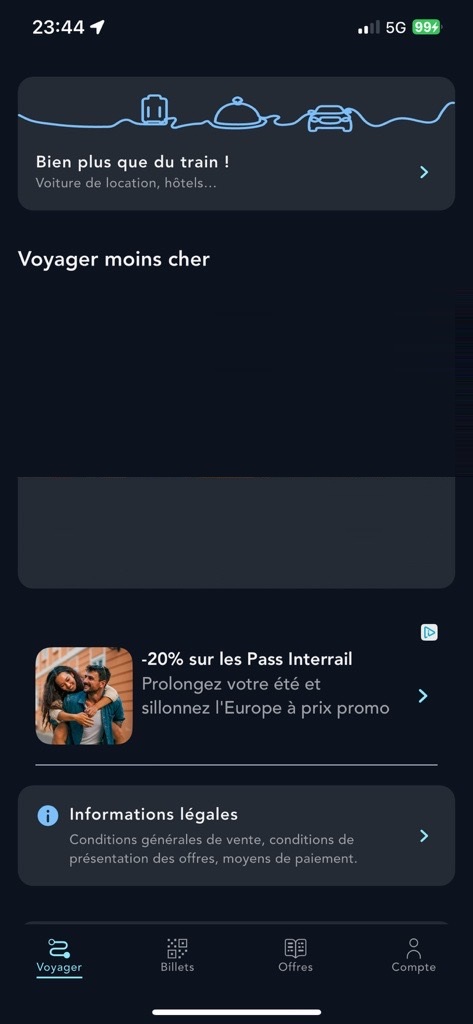 23:44
5G
99
Bien plus que du train !
Voiture de location, hôtels...
Voyager moins cher
-20% sur les Pass Interrail
Prolongez votre été et
sillonnez l'Europe à prix promo
Informations légales
Conditions générales de vente, conditions de
présentation des offres, moyens de paiement.
Voyager
Billets
Offres
Compte